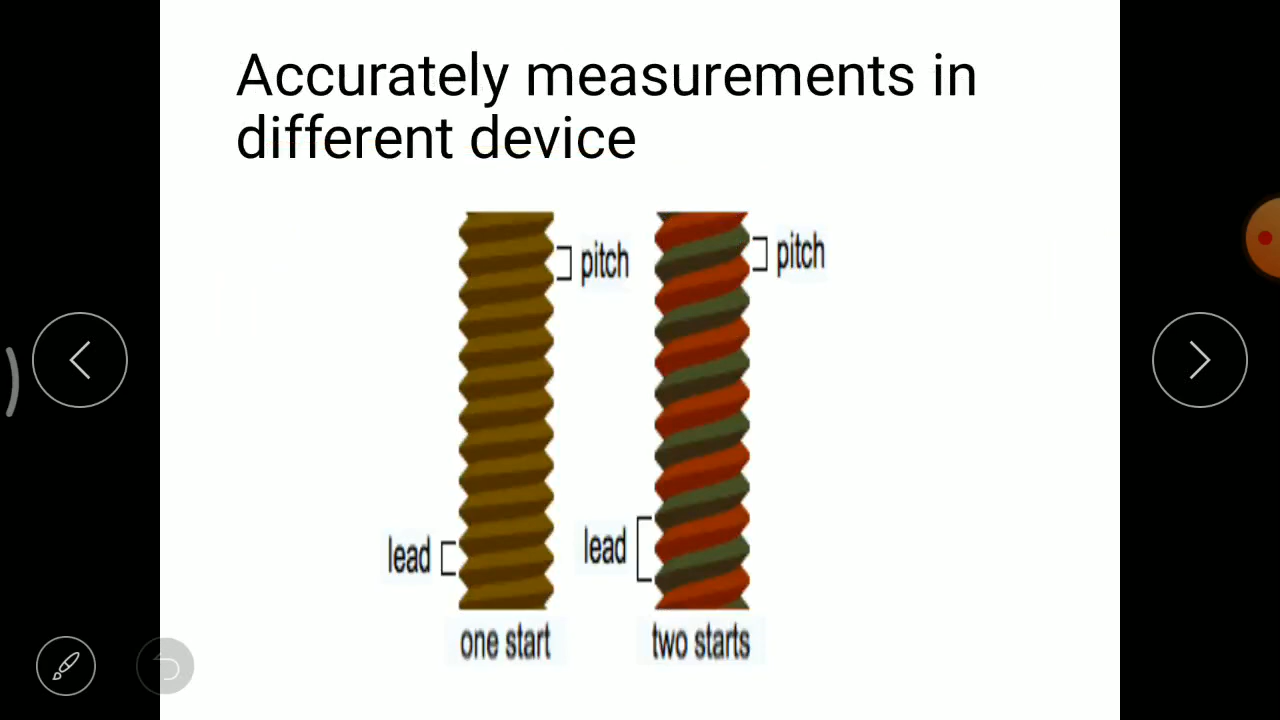 Accurately measurements in
different device
pitch
pitch
lead
lead
one start
two starts